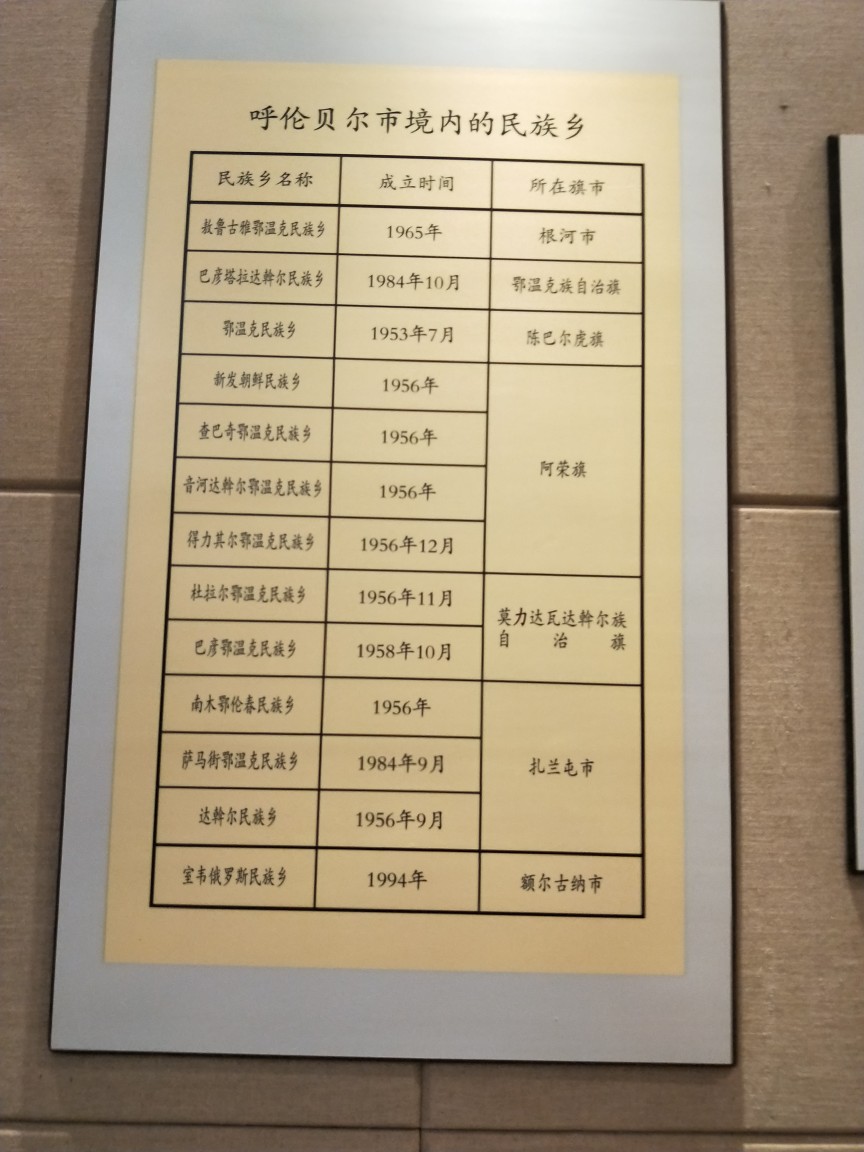 呼伦贝尔市境内的民族乡
民族乡名称 成立时间 所在旗市
敖鲁古雅鄂温克民族乡 1965年 根河市
巴彦塔拉达斡尔民族乡 1984年10月 鄂温克族自治旗
鄂温克民族乡 1953年7月 陈巴尔虎旗
新发朝鲜民族乡 1956年
查巴奇鄂温克民族乡 1956年
阿荣旗
音河达斡尔鄂温克民族乡 1956年
得力其尔鄂温克民族乡 1956年12月
杜拉尔鄂温克民族乡 1956年11月
莫力达瓦达斡尔族
自治旗
巴彦鄂温克民族乡 1958年10月
南木鄂伦春民族乡 1956年
萨马街鄂温克民族乡 1984年9月 扎兰屯市
达斡尔民族乡 1956年9月
室韦俄罗斯民族乡 1994年 额尔古纳市